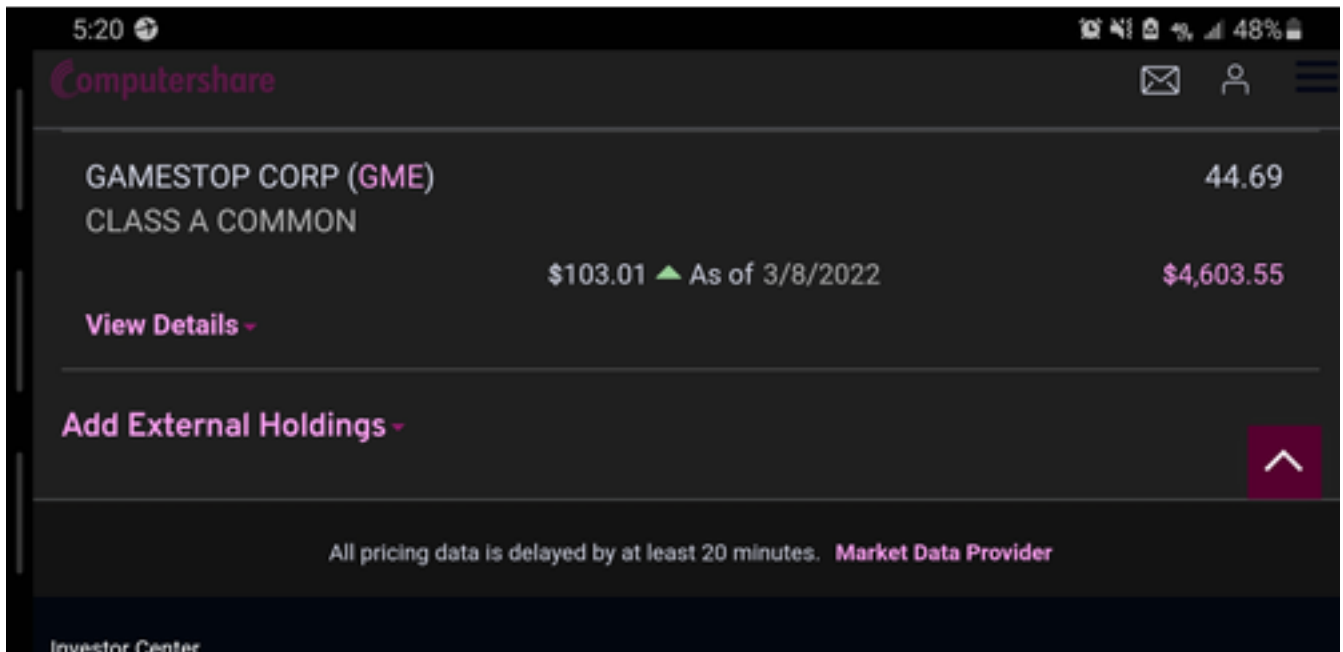 5:20 48%
Computershare
GAMESTOP CORP (GME) 44.69
CLASS A COMMON
$103.01 As of 3/8/2022 $4,603.55
View Details
Add External Holdings
All pricing data is delayed by at least 20 minutes. Market Data Provider
Investor Center